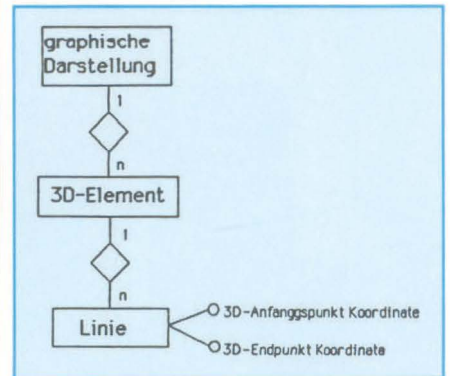 graphische
Darstellung
1
n
3D-Element
1
n
Linie
3D-Anfanggspunkt Koordinate
3D-Endpunkt Koordinate